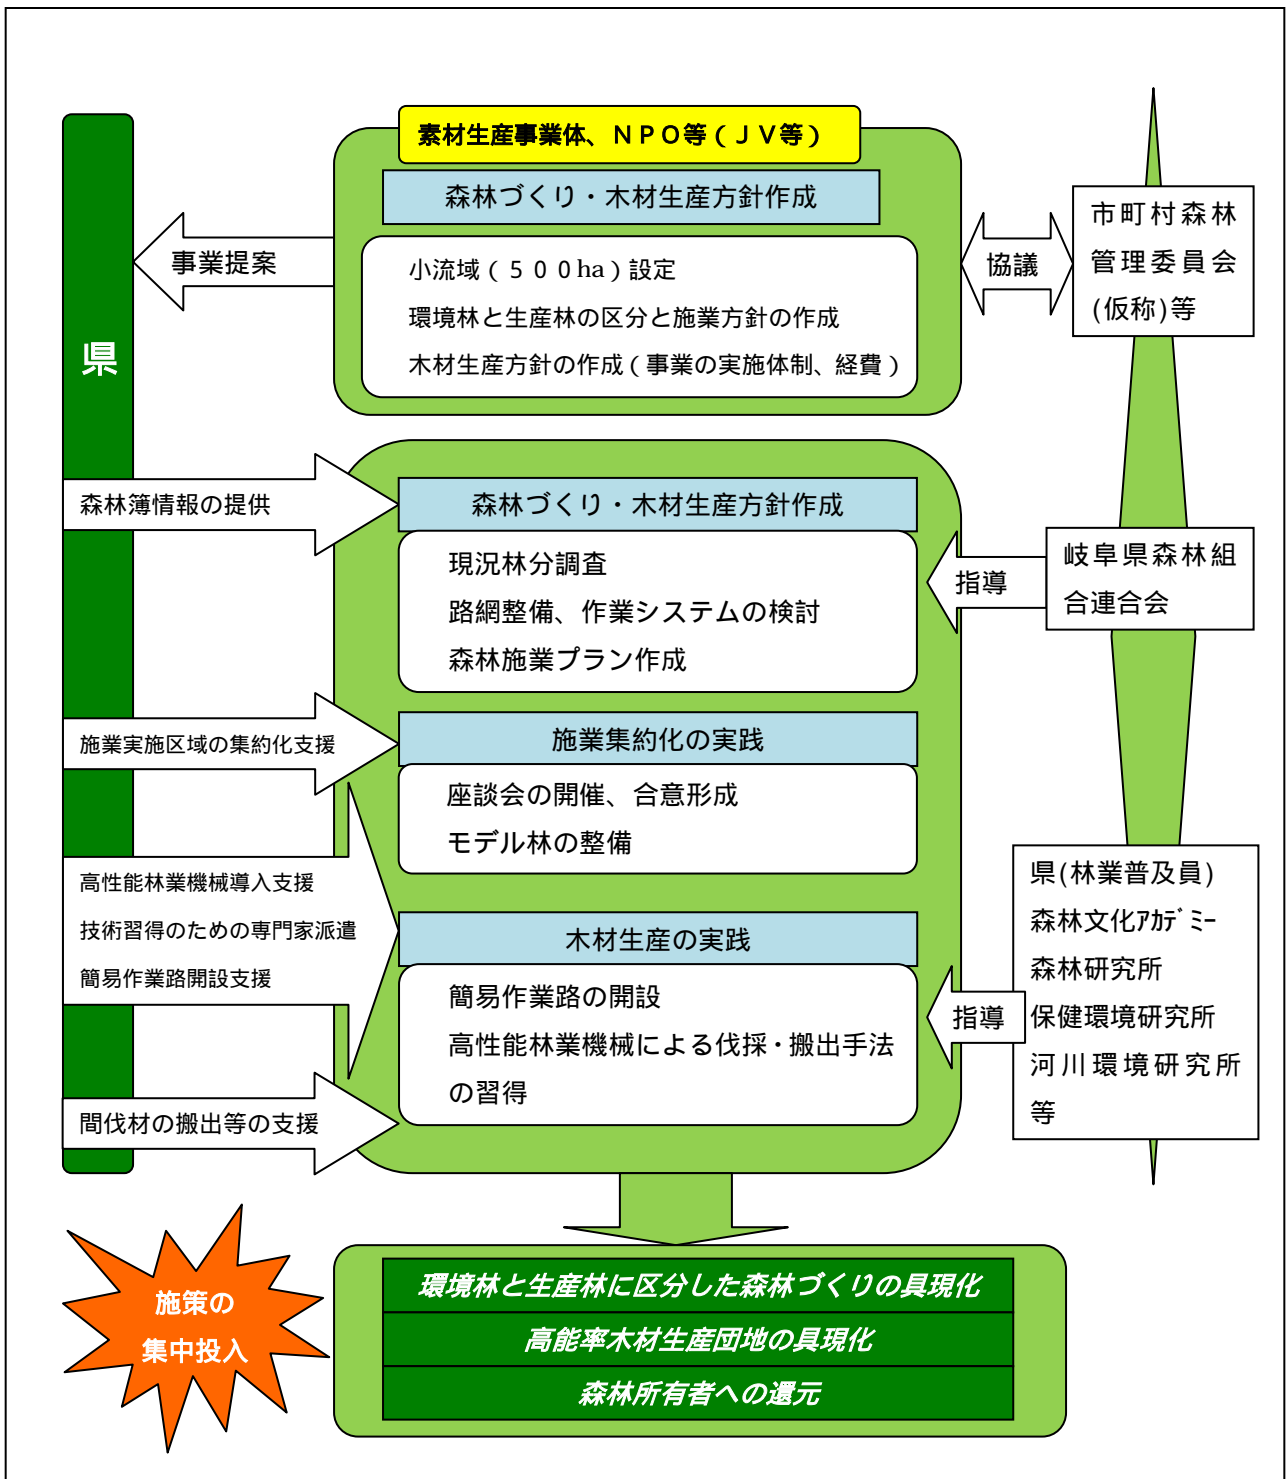 素材生産事業体、ＮＰＯ等（ＪＶ等）
森林づくり・木材生産方針作成
小流域（５００ha）設定
環境林と生産林の区分と施業方針の作成
木材生産方針の作成（事業の実施体制、経費）
事業提案
協議
市町村森林
管理委員会
(仮称)等
県
森林簿情報の提供
森林づくり・木材生産方針作成
現況林分調査
路網整備、作業システムの検討
森林施業プラン作成
指導
岐阜県森林組
合連合会
施業実施区域の集約化支援
施業集約化の実践
座談会の開催、合意形成
モデル林の整備
高性能林業機械導入支援
技術習得のための専門家派遣
簡易作業路開設支援
木材生産の実践
簡易作業路の開設
高性能林業機械による伐採・搬出手法
の習得
指導
県(林業普及員)
森林文化ｱｶﾃﾞﾐｰ
森林研究所
保健環境研究所
河川環境研究所
等
間伐材の搬出等の支援
施策の
集中投入
環境林と生産林に区分した森林づくりの具現化
高能率木材生産団地の具現化
森林所有者への還元